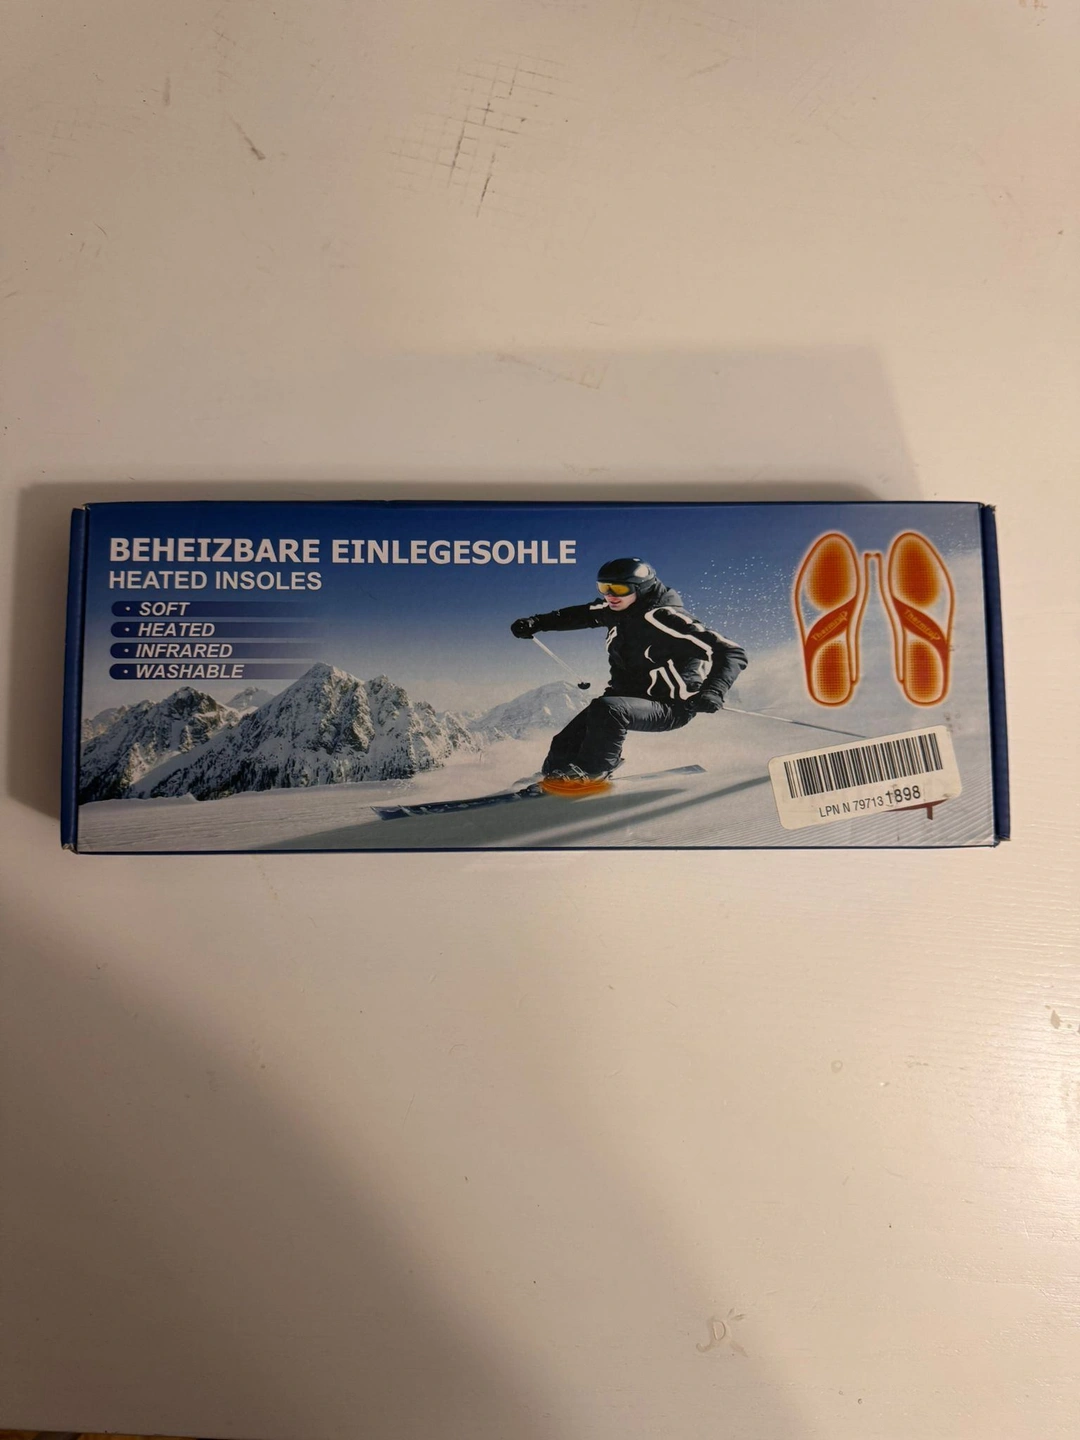 BEHEIZBARE EINLEGESOHLE
HEATED INSOLES
· SOFT
· HEATED
· INFRARED
· WASHABLE
LPN N 79713 1898